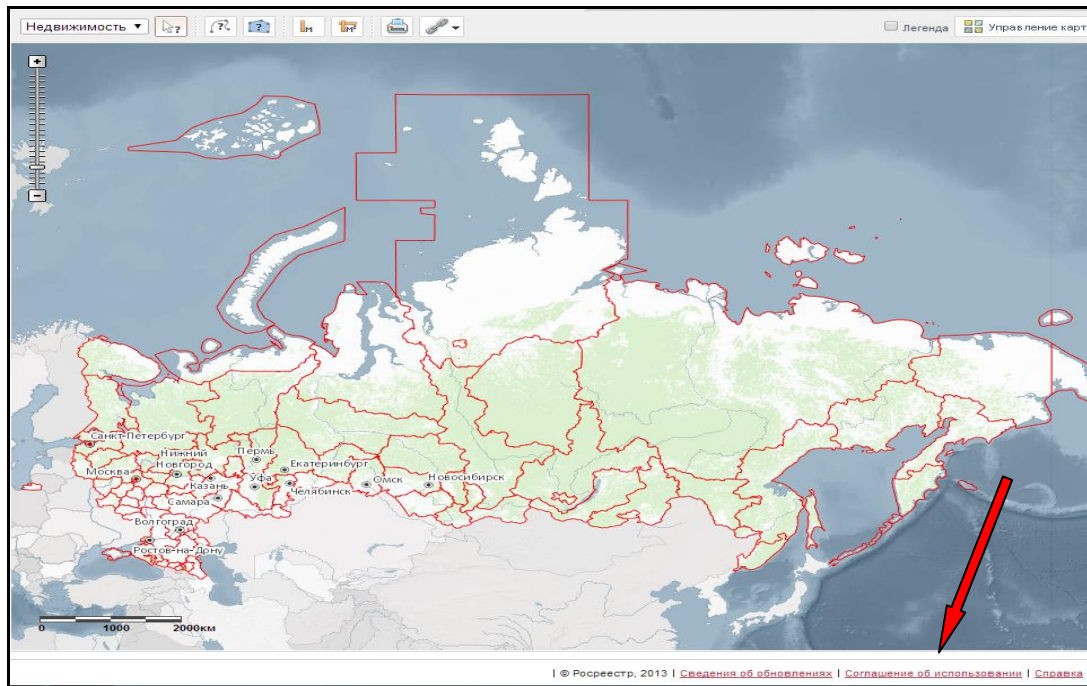 Недвижимость ▼ ? ? ? М М² Легенда Управление карт
+
−
Санкт-Петербург
Нижний
Новгород
Пермь
Екатеринбург
Москва
Казань
Уфа
Челябинск
Омск
Новосибирск
Самара
Волгоград
Ростов-на-Дону
0 1000 2000км
| © Росреестр, 2013 | Сведения об обновлениях | Соглашение об использовании | Справка